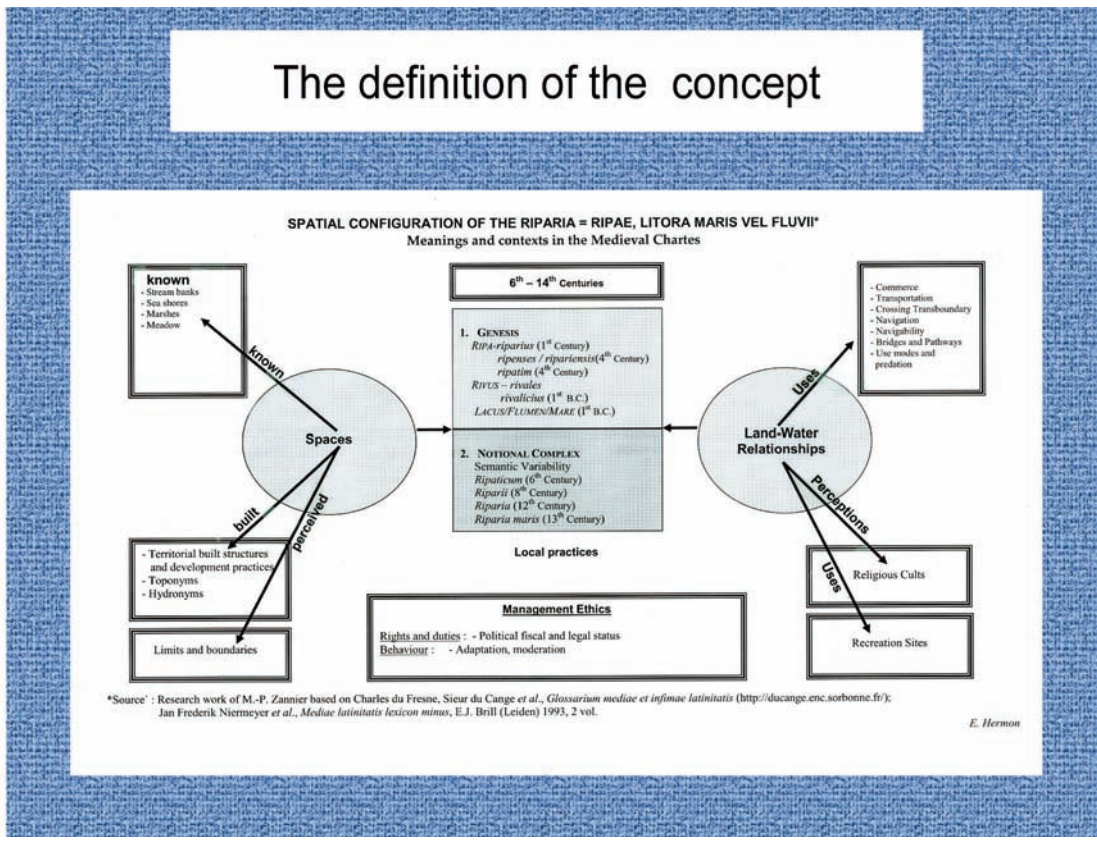 The definition of the concept
SPATIAL CONFIGURATION OF THE RIPARIA = RIPAE, LITORA MARIS VEL FLUVII*
Meanings and contexts in the Medieval Chartes
known
- Stream banks
- Sea shores
- Marshes
- Meadow
known
Spaces
built
perceived
- Territorial built structures
and development practices
- Toponyms
- Hydronyms
Limits and boundaries
6th – 14th Centuries
1. GENESIS
RIPA-riparius (1st Century)
ripenses / ripariensis(4th Century)
ripatim (4th Century)
RIVUS – rivales
rivalicius (1st B.C.)
LACUS/FLUMEN/MARE (1st B.C.)
2. NOTIONAL COMPLEX
Semantic Variability
Ripaticum (6th Century)
Riparii (8th Century)
Riparia (12th Century)
Riparia maris (13th Century)
Local practices
Management Ethics
Rights and duties : - Political fiscal and legal status
Behaviour : - Adaptation, moderation
- Commerce
- Transportation
- Crossing Transboundary
- Navigation
- Navigability
- Bridges and Pathways
- Use modes and
predation
Uses
Land-Water
Relationships
Perceptions
Uses
Religious Cults
Recreation Sites
*Source` : Research work of M.-P. Zannier based on Charles du Fresne, Sieur du Cange et al., Glossarium mediae et infimae latinitatis (http://ducange.enc.sorbonne.fr/);
Jan Frederik Niermeyer et al., Mediae latinitatis lexicon minus, E.J. Brill (Leiden) 1993, 2 vol.
E. Hermon